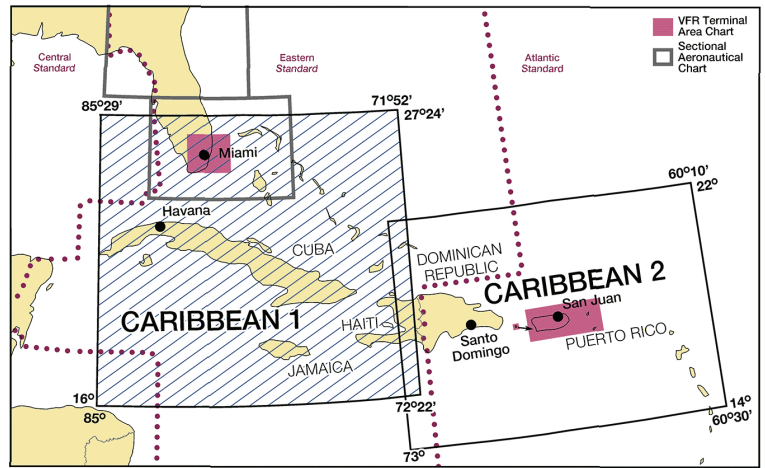 VFR Terminal
Area Chart
Sectional
Aeronautical
Chart
Central
Standard
Eastern
Standard
Atlantic
Standard
85°29'
71°52'
27°24'
Miami
60°10'
22°
Havana
CUBA
DOMINICAN
REPUBLIC
CARIBBEAN 2
San Juan
CARIBBEAN 1
HAITI
PUERTO RICO
Santo
Domingo
JAMAICA
16°
85°
72°22'
14°
60°30'
73°